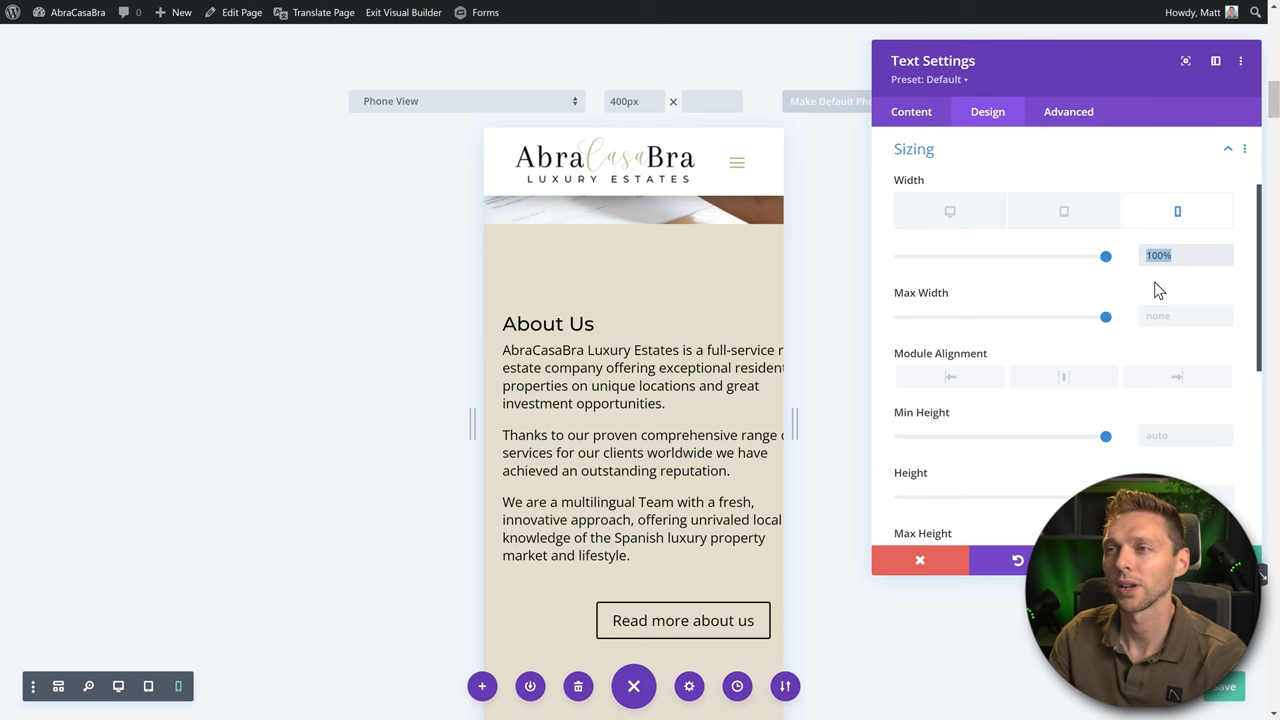 AbraCasaBra
0
New
Edit Page
Translate Page
Exit Visual Builder
Forms
Howdy, Matt
Phone View
400px
Make Default Pho
Text Settings
Preset: Default
Content
Design
Advanced
Sizing
Width
100%
Max Width
none
Module Alignment
Min Height
auto
Height
Max Height
AbraCasaBra
LUXURY ESTATES
About Us
AbraCasaBra Luxury Estates is a full-service r
estate company offering exceptional resident
properties on unique locations and great
investment opportunities.
Thanks to our proven comprehensive range
services for our clients worldwide we have
achieved an outstanding reputation.
We are a multilingual Team with a fresh,
innovative approach, offering unrivaled local
knowledge of the Spanish luxury property
market and lifestyle.
Read more about us
Save